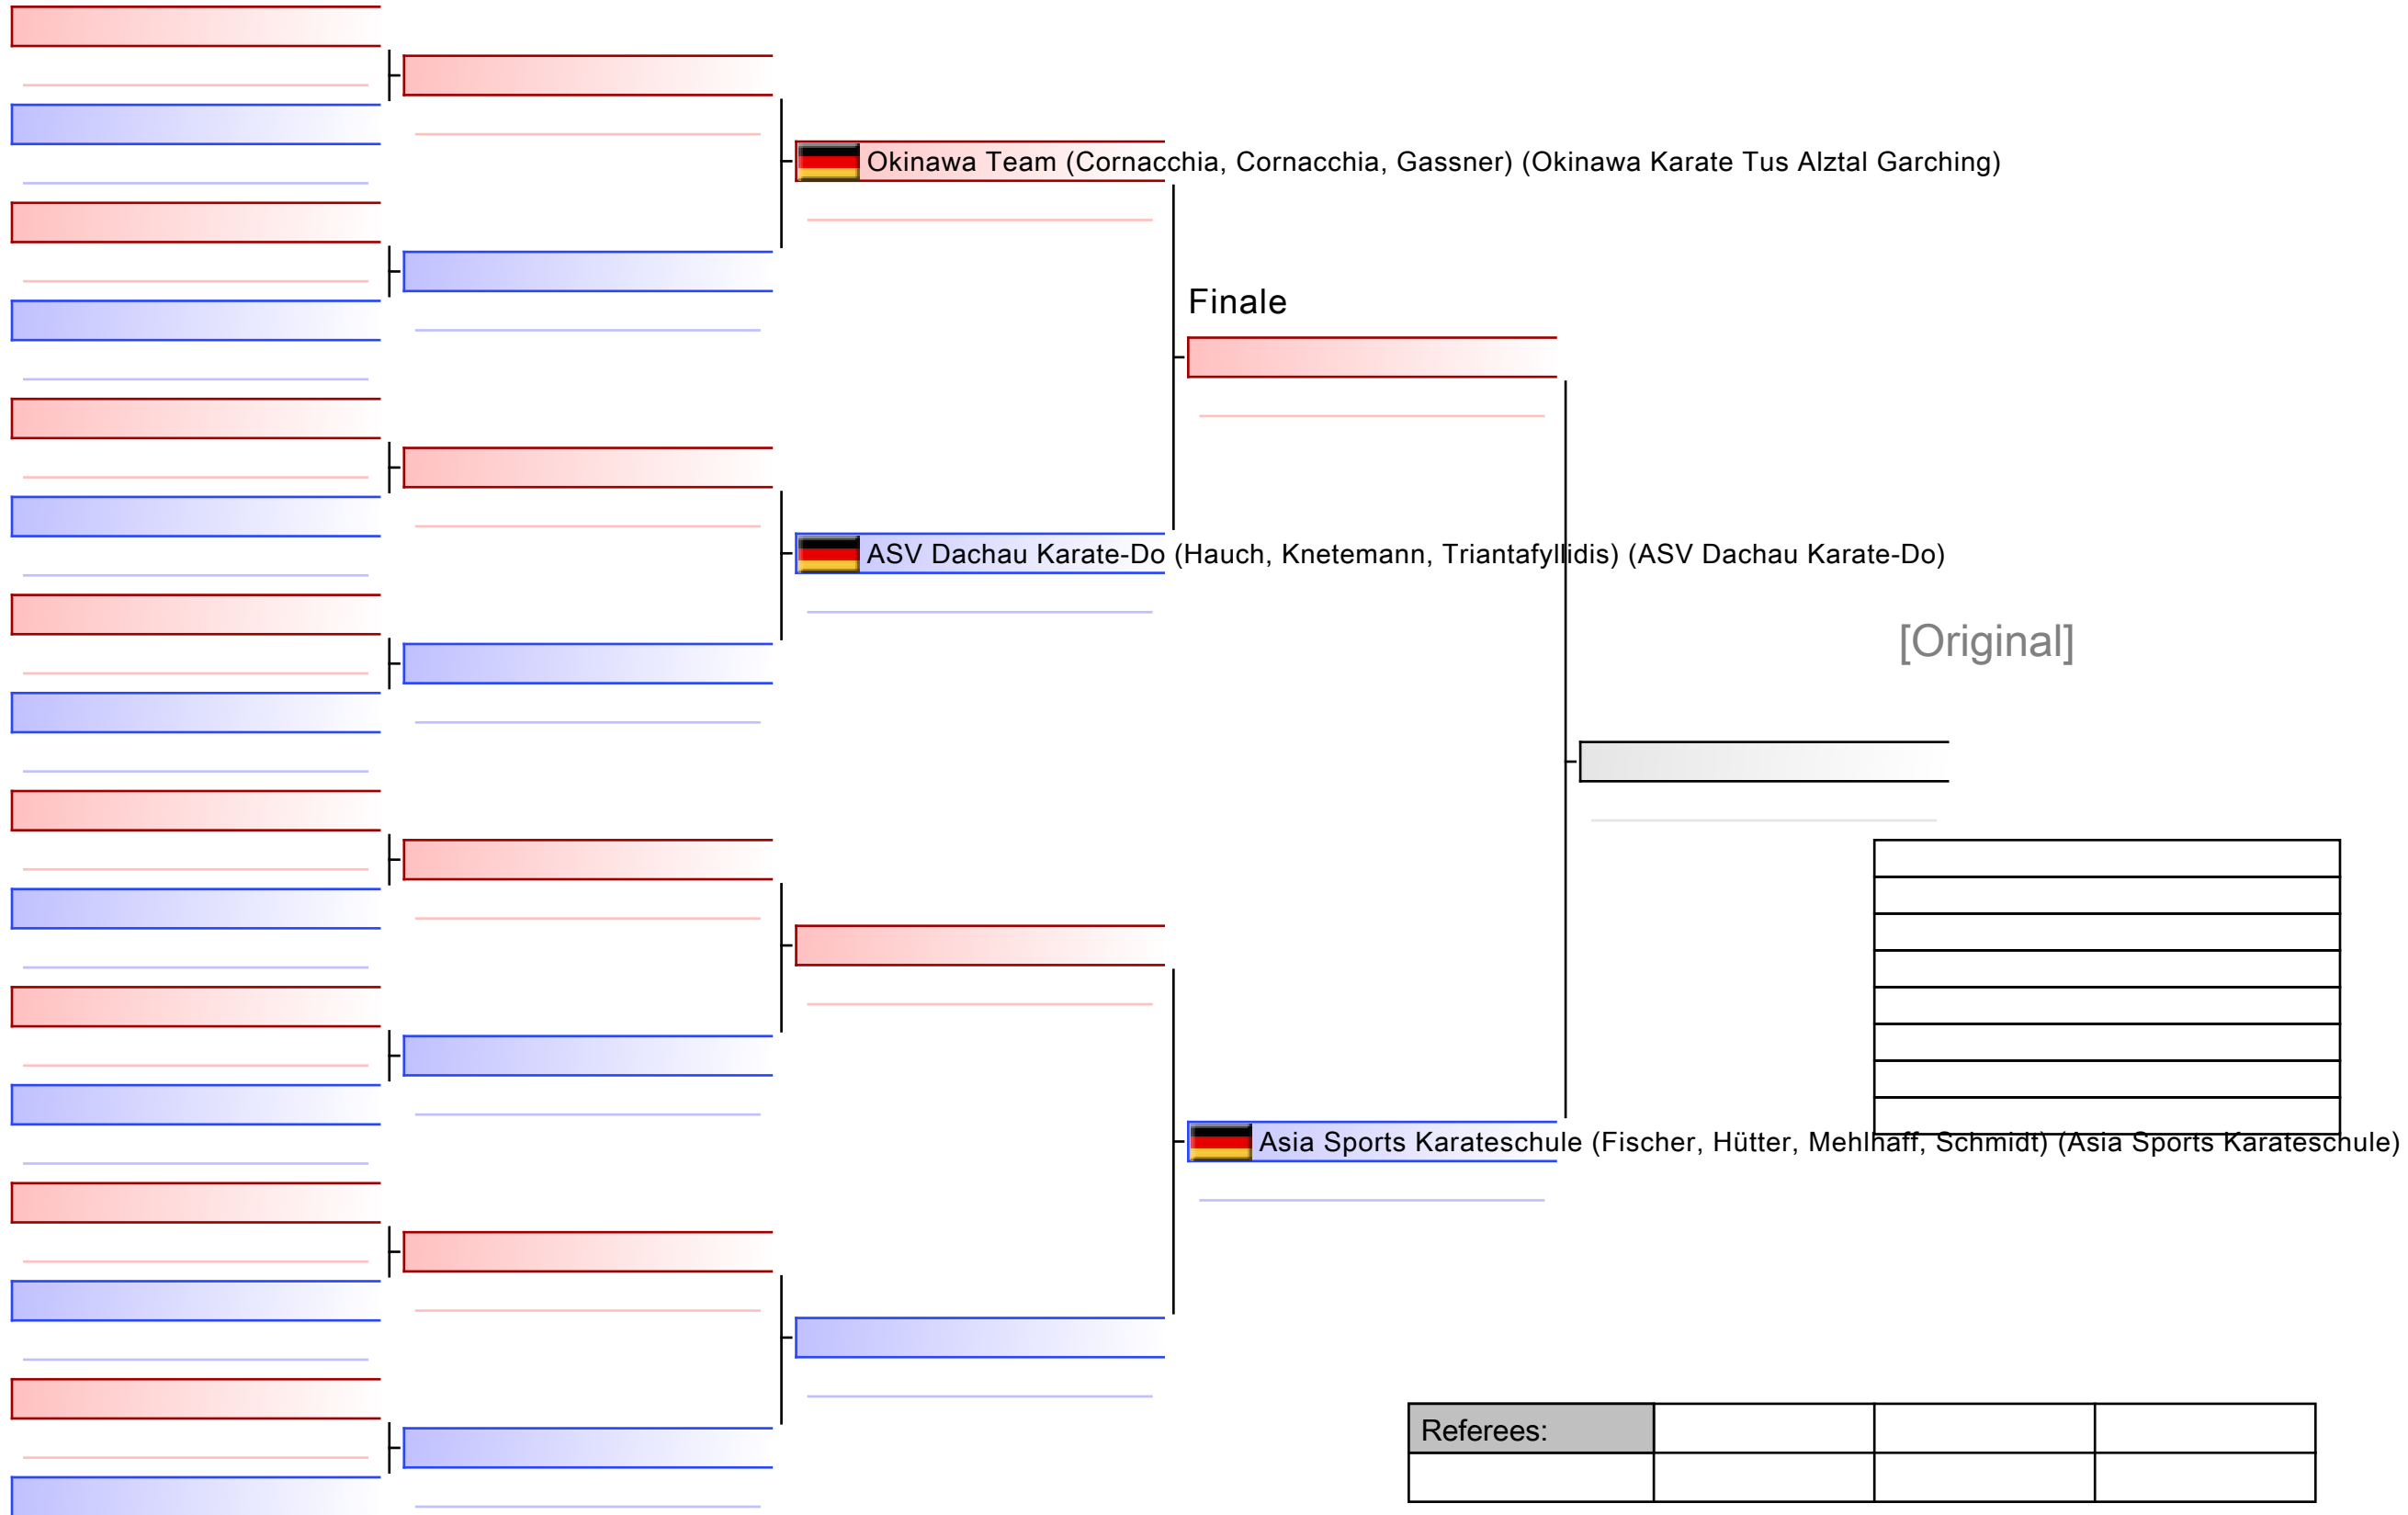 Okinawa Team (Cornacchia, Cornacchia, Gassner) (Okinawa Karate Tus Alztal Garching)
Finale
ASV Dachau Karate-Do (Hauch, Knetemann, Triantafyllidis) (ASV Dachau Karate-Do)
[Original]
Asia Sports Karateschule (Fischer, Hütter, Mehlhaff, Schmidt) (Asia Sports Karateschule)
Referees: